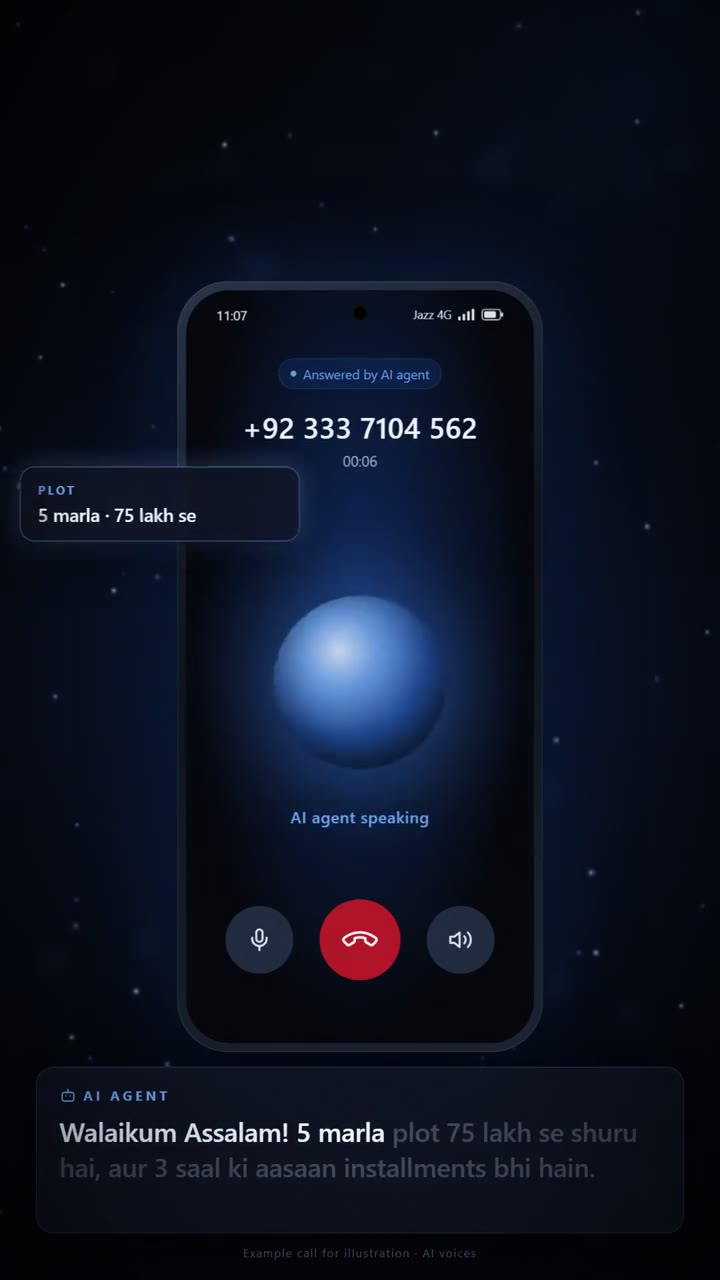 11:07
Jazz 4G
Answered by AI agent
+92 333 7104 562
00:06
PLOT
5 marla · 75 lakh se
AI agent speaking
AI AGENT
Walaikum Assalam! 5 marla plot 75 lakh se shuru
hai, aur 3 saal ki aasaan installments bhi hain.
Example call for illustration · AI voices